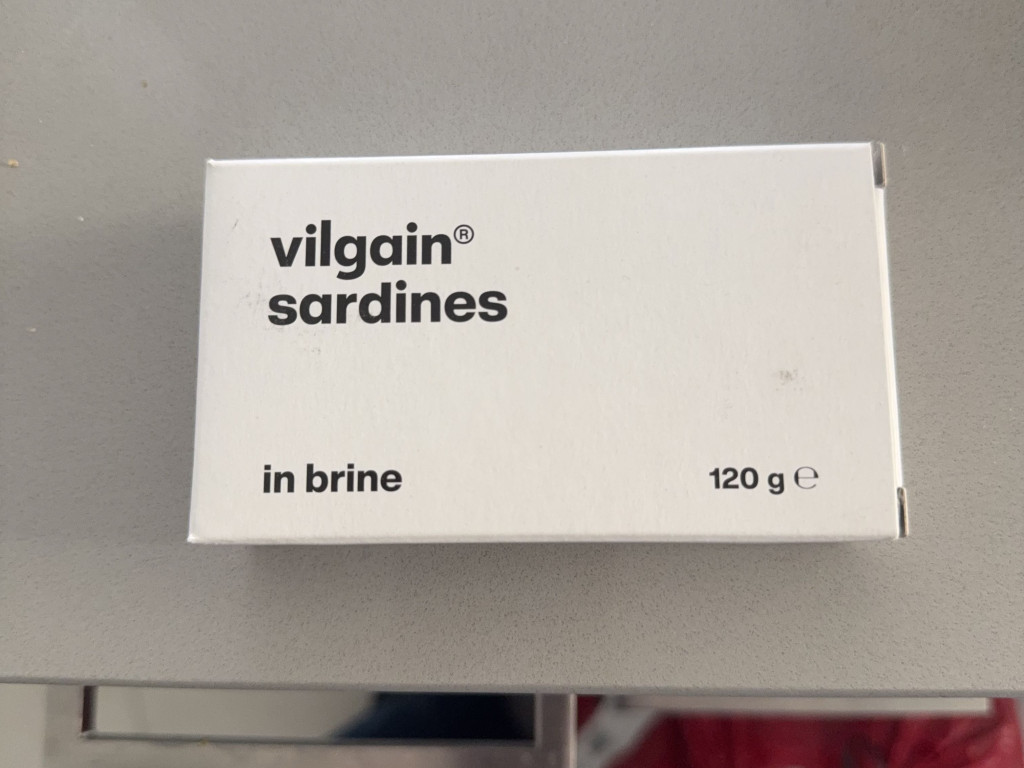 vilgain®
sardines
in brine
120 g ℮